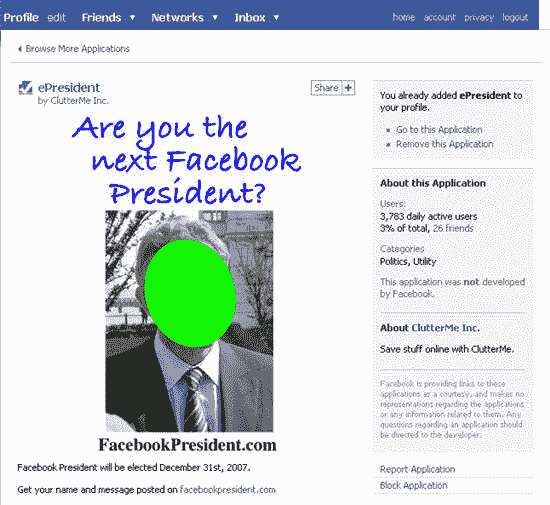 Profile edit Friends Networks Inbox home account privacy logout
Browse More Applications
ePresident
by ClutterMe Inc.
Share +
Are you the
next Facebook
President?
FacebookPresident.com
Facebook President will be elected December 31st, 2007.
Get your name and message posted on facebookpresident.com
You already added ePresident to
your profile.
Go to this Application
Remove this Application
About this Application
Users:
3,783 daily active users
3% of total, 26 friends
Categories
Politics, Utility
This application was not developed
by Facebook.
About ClutterMe Inc.
Save stuff online with ClutterMe.
Facebook is providing links to these
applications as a courtesy, and makes no
representations regarding the applications
or any information related to them. Any
questions regarding an application should
be directed to the developer.
Report Application
Block Application